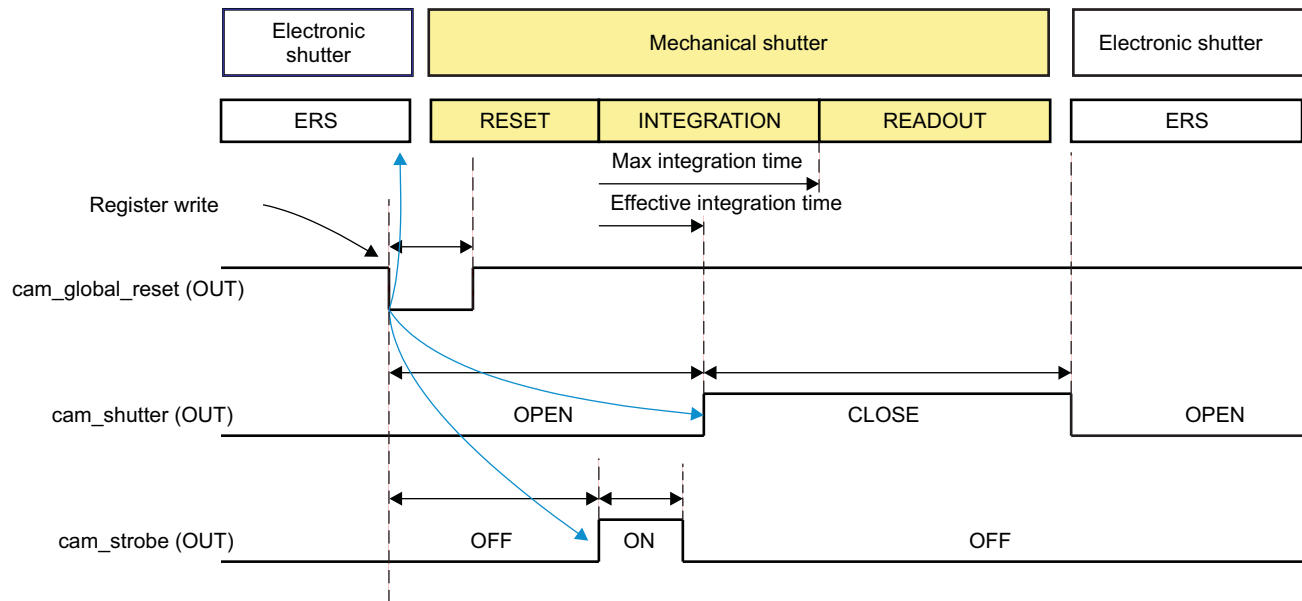 Electronic
shutter
Mechanical shutter
Electronic shutter
ERS
RESET
INTEGRATION
READOUT
ERS
Max integration time
Effective integration time
Register write
cam_global_reset (OUT)
cam_shutter (OUT)
OPEN
CLOSE
OPEN
cam_strobe (OUT)
OFF
ON
OFF